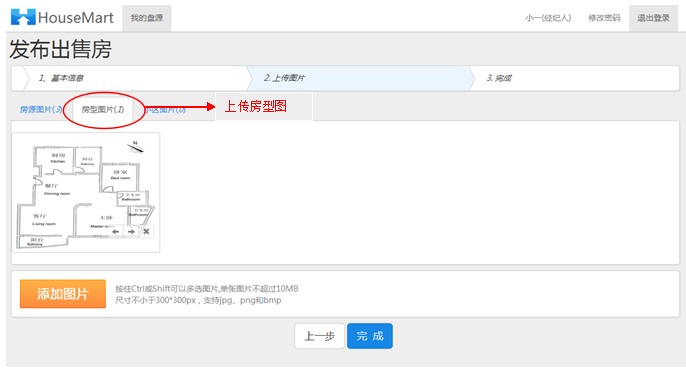 HouseMart 我的盘源 小一(经纪人) 修改密码 退出登录
发布出售房
1、基本信息 2.上传图片 3. 完成
房源图片(3) 房型图片(1) 小区图片(0) 上传房型图
N
厨房
Kitchen
阳台
Balcony
卧室
Bed room
餐厅
Dinning room
卫生间
Bathroom
卫生间
Bathroom
客厅
Living room
主卧
Master
阳台
Balcony
添加图片
按住Ctrl或Shift可以多选图片,单张图片不超过10MB
尺寸不小于300*300px，支持jpg、png和bmp
上一步 完 成